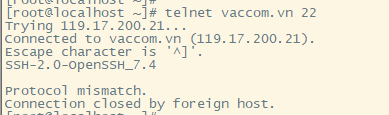 [root@localhost ~]#
[root@localhost ~]# telnet vaccom.vn 22
Trying 119.17.200.21...
Connected to vaccom.vn (119.17.200.21).
Escape character is '^]'.
SSH-2.0-OpenSSH_7.4

Protocol mismatch.
Connection closed by foreign host.
[root@localhost ~]#